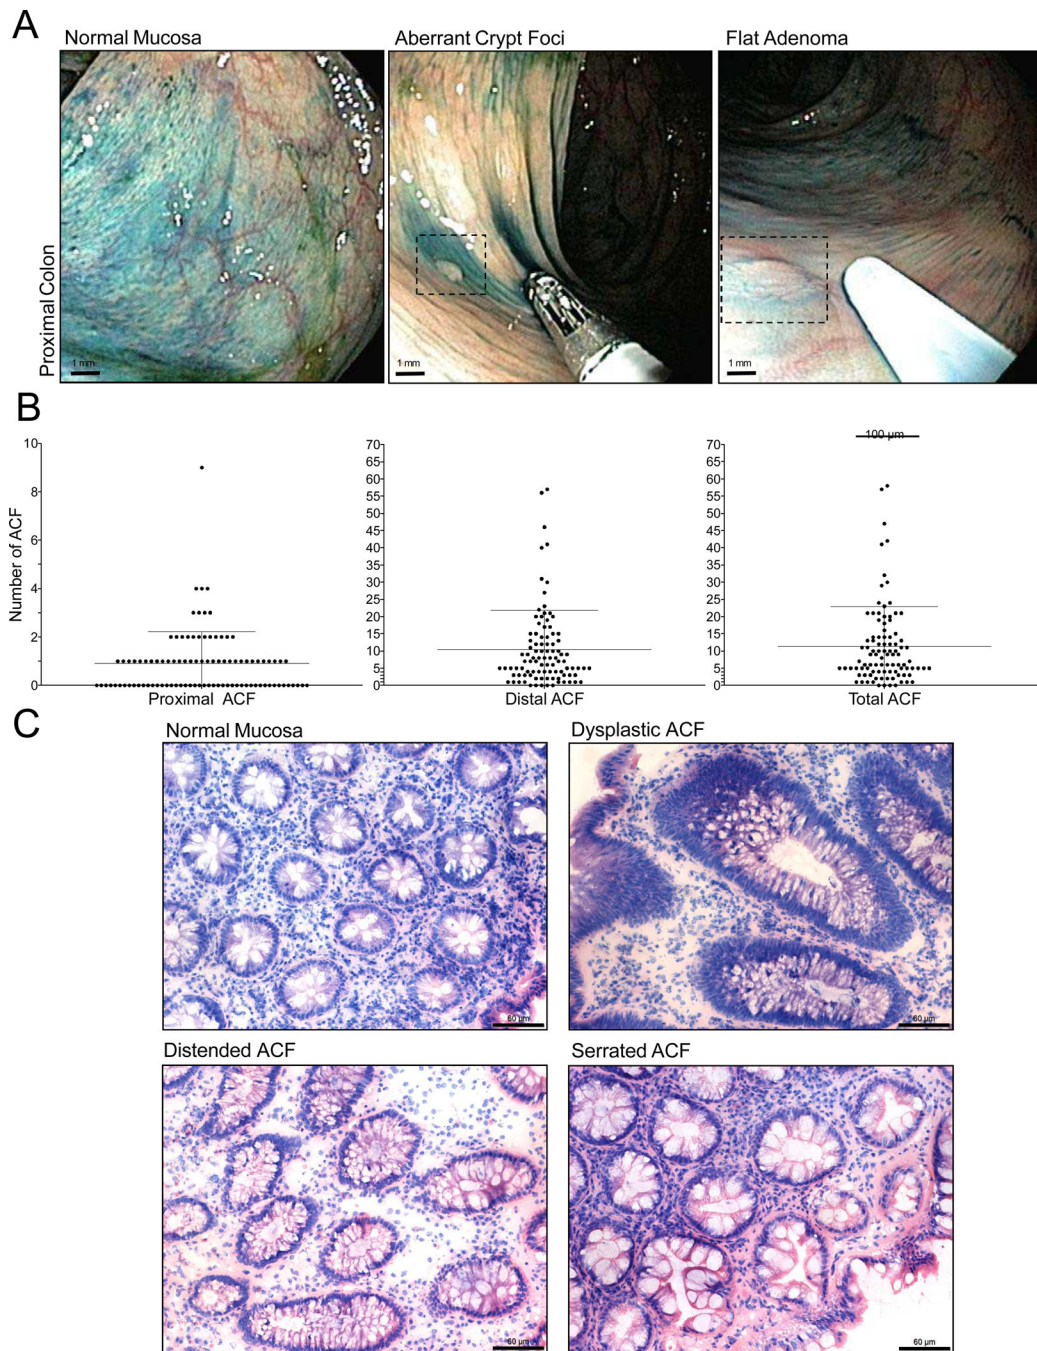 A
Normal Mucosa
Aberrant Crypt Foci
Flat Adenoma
Proximal Colon
1 mm
1 mm
1 mm
B
Number of ACF
10
8
6
4
2
0
Proximal ACF
70
65
60
55
50
45
40
35
30
25
20
15
10
5
0
Distal ACF
100 µm
70
65
60
55
50
45
40
35
30
25
20
15
10
5
0
Total ACF
C
Normal Mucosa
Dysplastic ACF
60 µm
60 µm
Distended ACF
Serrated ACF
60 µm
60 µm